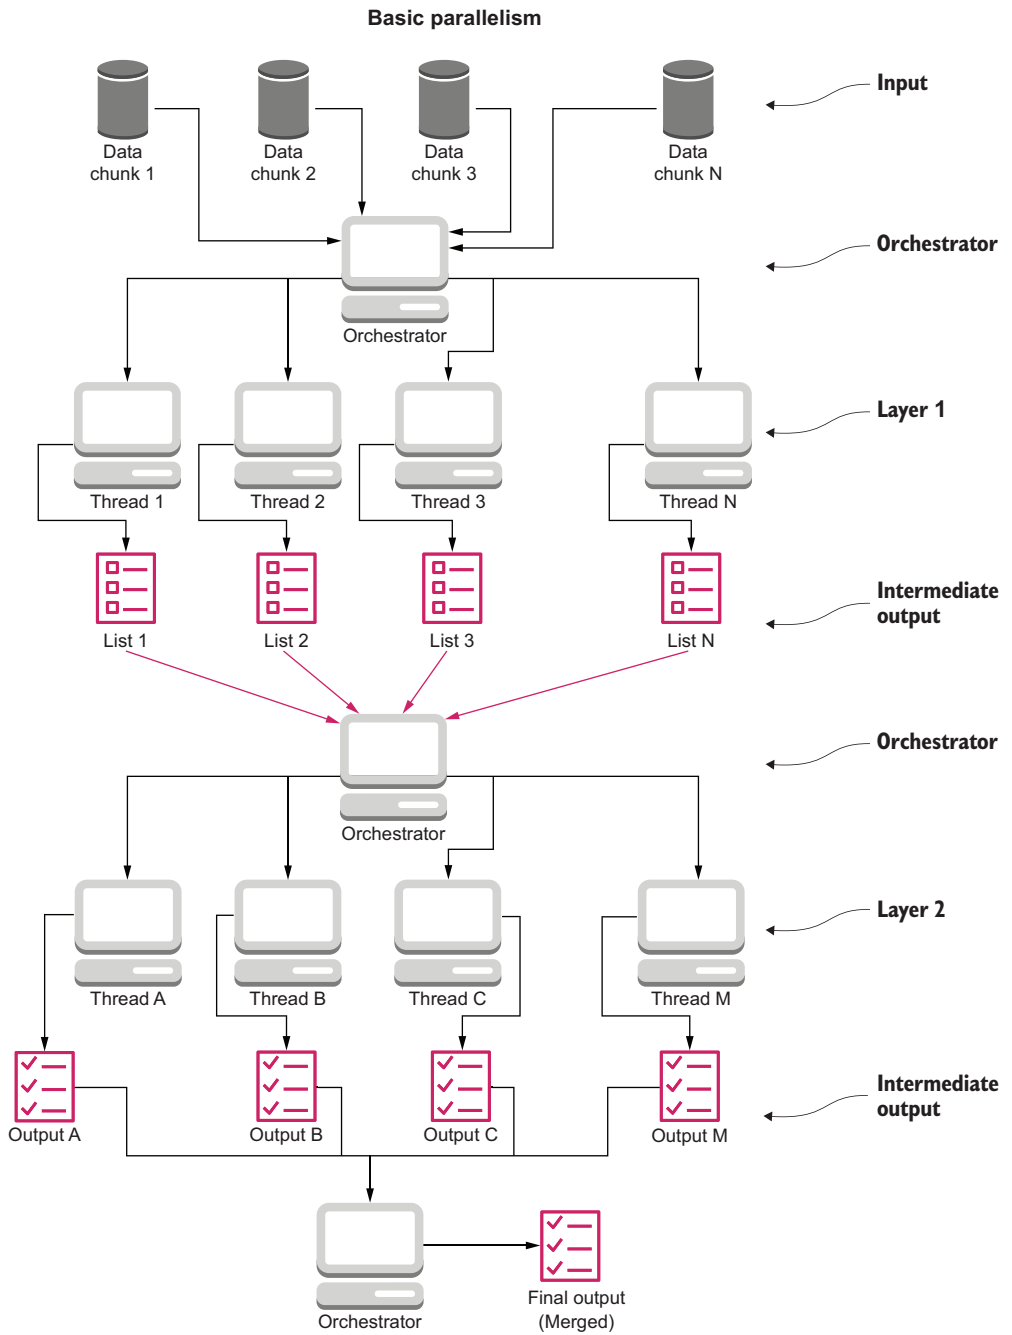 Basic parallelism
Input
Data
chunk 1
Data
chunk 2
Data
chunk 3
Data
chunk N
Orchestrator
Orchestrator
Layer 1
Thread 1
Thread 2
Thread 3
Thread N
Intermediate
output
List 1
List 2
List 3
List N
Orchestrator
Orchestrator
Layer 2
Thread A
Thread B
Thread C
Thread M
Intermediate
output
Output A
Output B
Output C
Output M
Orchestrator
Final output
(Merged)